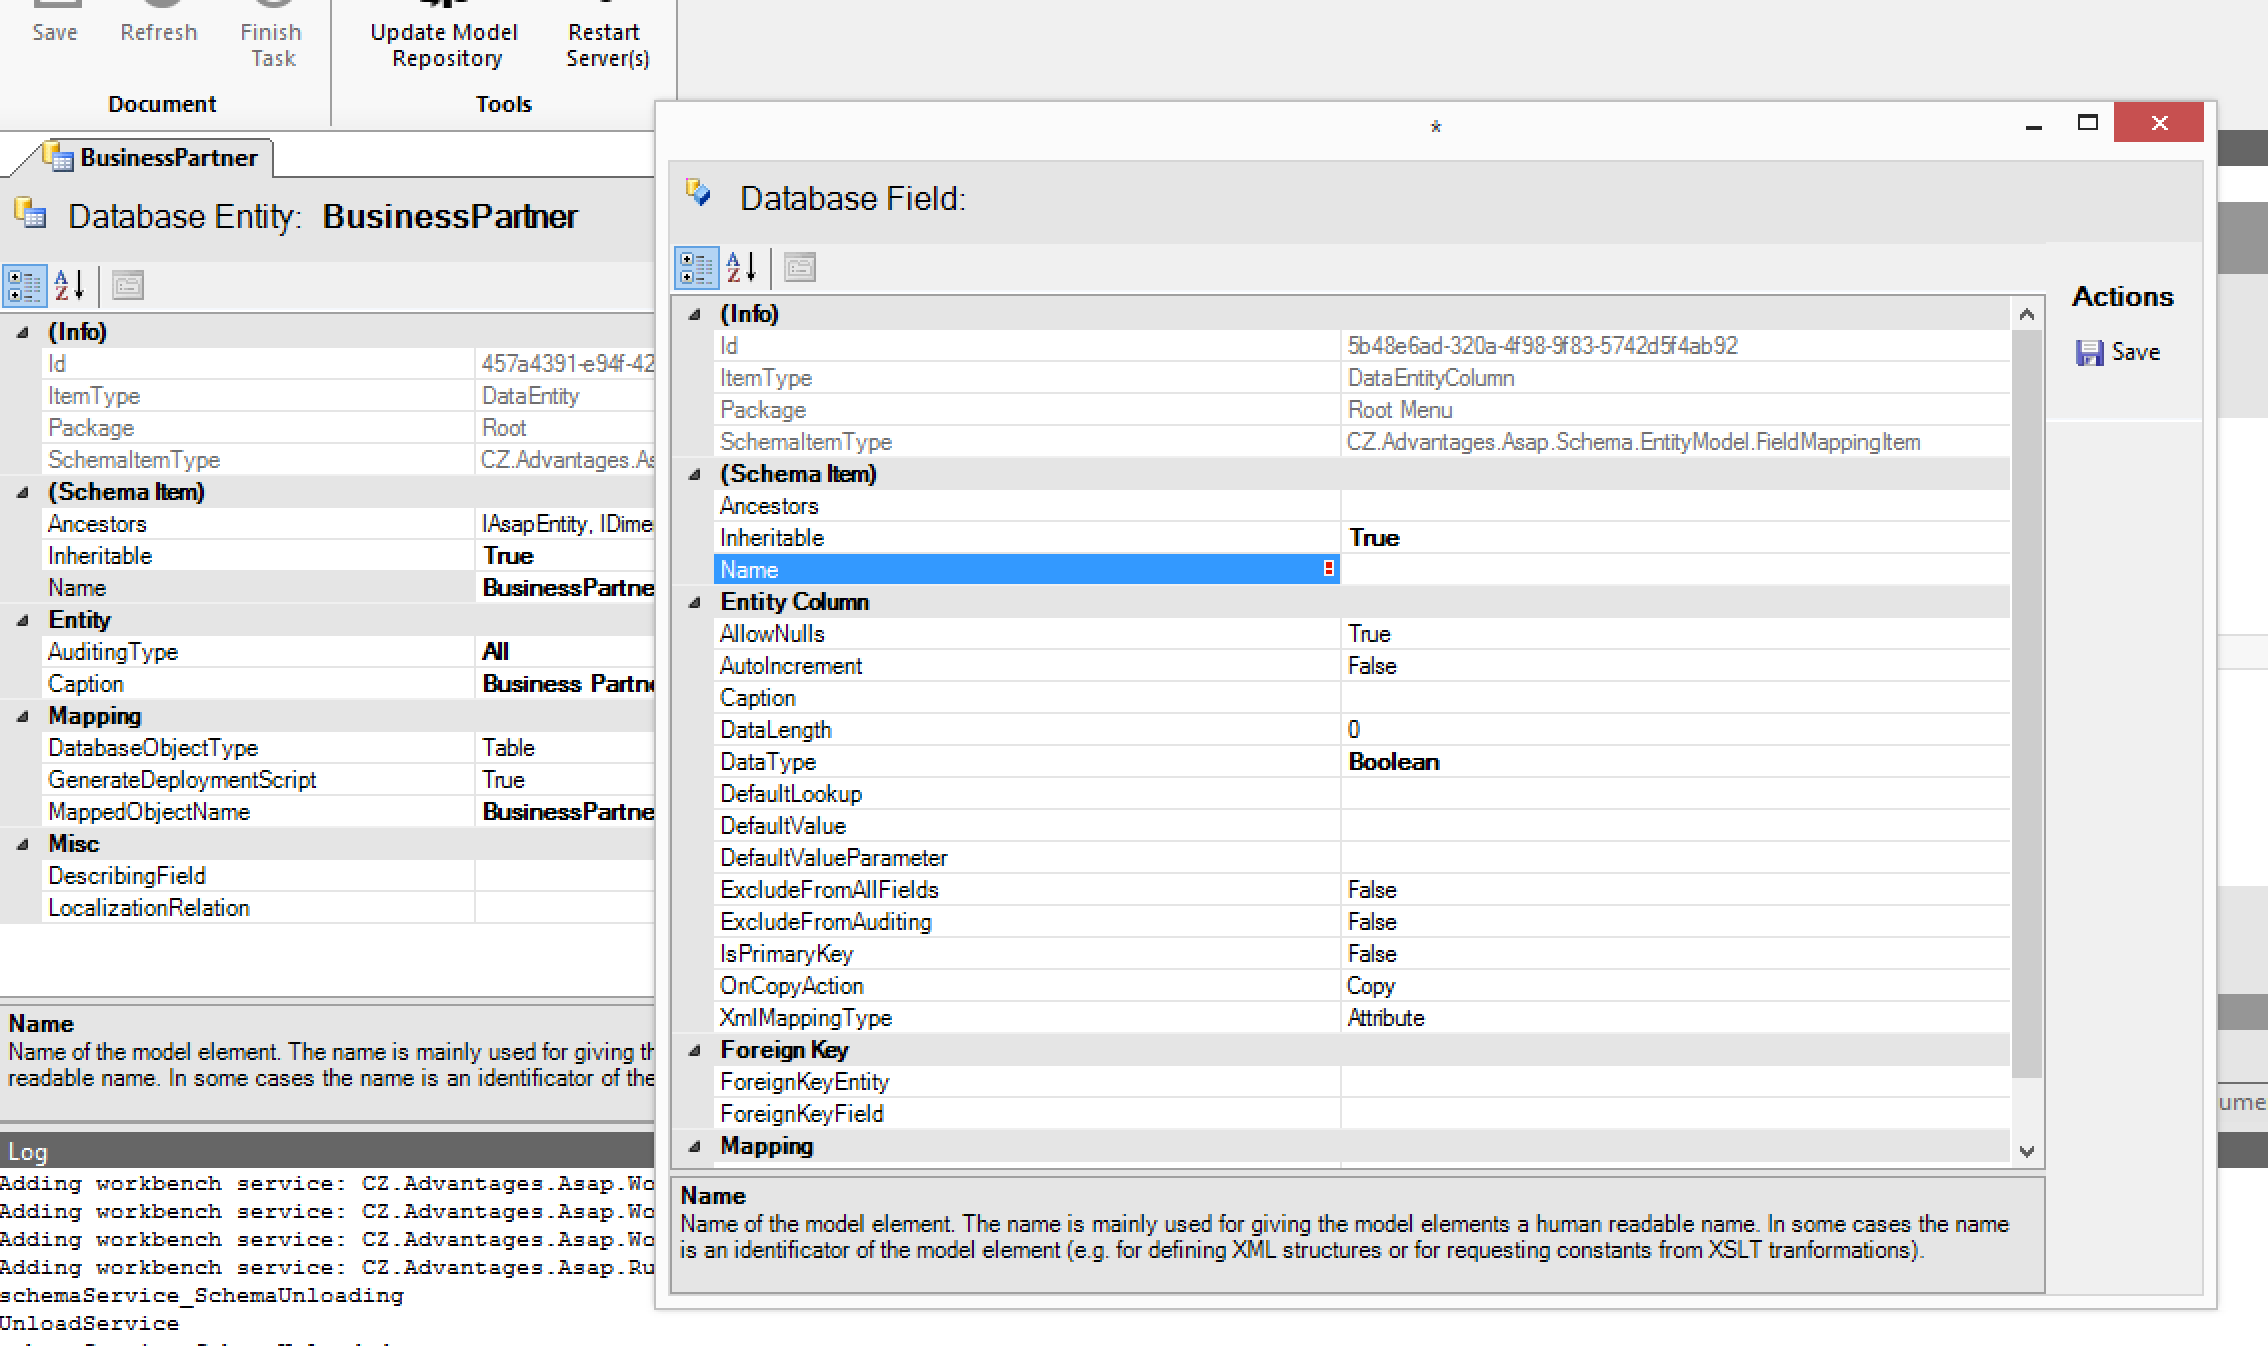 Save
Refresh
Finish
Task
Update Model
Repository
Restart
Server(s)
Document
Tools
BusinessPartner
Database Entity: BusinessPartner
(Info)
Id 457a4391-e94f-42
ItemType DataEntity
Package Root
SchemaItemType CZ.Advantages.As
(Schema Item)
Ancestors IAsapEntity, IDime
Inheritable True
Name BusinessPartne
Entity
AuditingType All
Caption Business Partne
Mapping
DatabaseObjectType Table
GenerateDeploymentScript True
MappedObjectName BusinessPartne
Misc
DescribingField
LocalizationRelation
Name
Name of the model element. The name is mainly used for giving th
readable name. In some cases the name is an identificator of the
Log
Adding workbench service: CZ.Advantages.Asap.Wo
Adding workbench service: CZ.Advantages.Asap.Wo
Adding workbench service: CZ.Advantages.Asap.Wo
Adding workbench service: CZ.Advantages.Asap.Ru
schemaService_SchemaUnloading
UnloadService
*
Database Field:
(Info)
Id 5b48e6ad-320a-4f98-9f83-5742d5f4ab92
ItemType DataEntityColumn
Package Root Menu
SchemaItemType CZ.Advantages.Asap.Schema.EntityModel.FieldMappingItem
(Schema Item)
Ancestors
Inheritable True
Name
Entity Column
AllowNulls True
AutoIncrement False
Caption
DataLength 0
DataType Boolean
DefaultLookup
DefaultValue
DefaultValueParameter
ExcludeFromAllFields False
ExcludeFromAuditing False
IsPrimaryKey False
OnCopyAction Copy
XmlMappingType Attribute
Foreign Key
ForeignKeyEntity
ForeignKeyField
Mapping
Name
Name of the model element. The name is mainly used for giving the model elements a human readable name. In some cases the name
is an identificator of the model element (e.g. for defining XML structures or for requesting constants from XSLT tranformations).
Actions
Save
ume